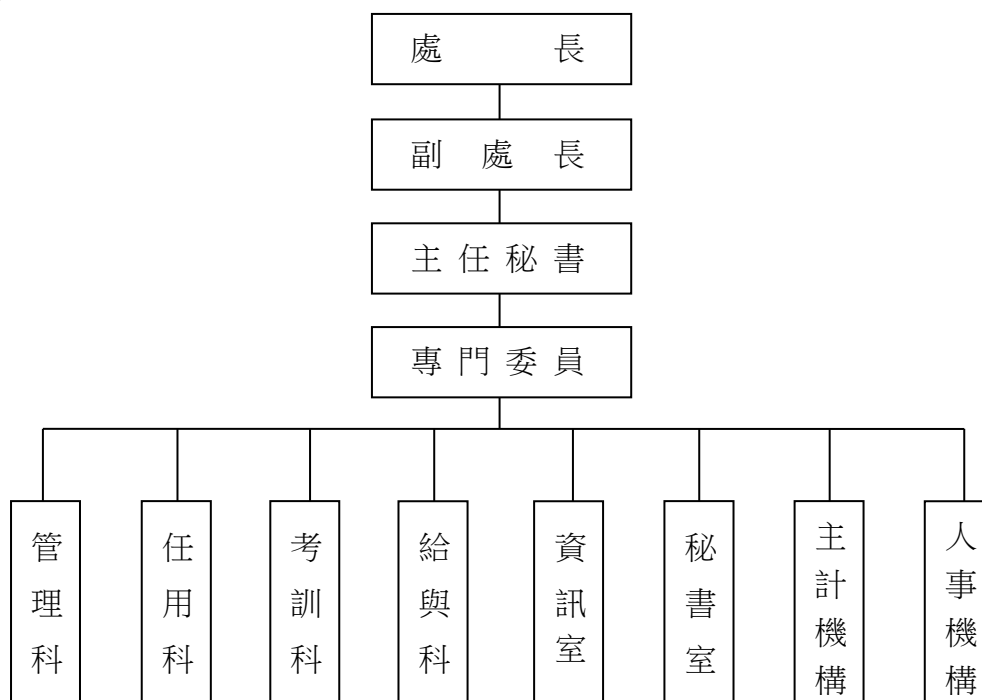 處長
副處長
主任秘書
專門委員
管理科
任用科
考訓科
給與科
資訊室
秘書室
主計機構
人事機構